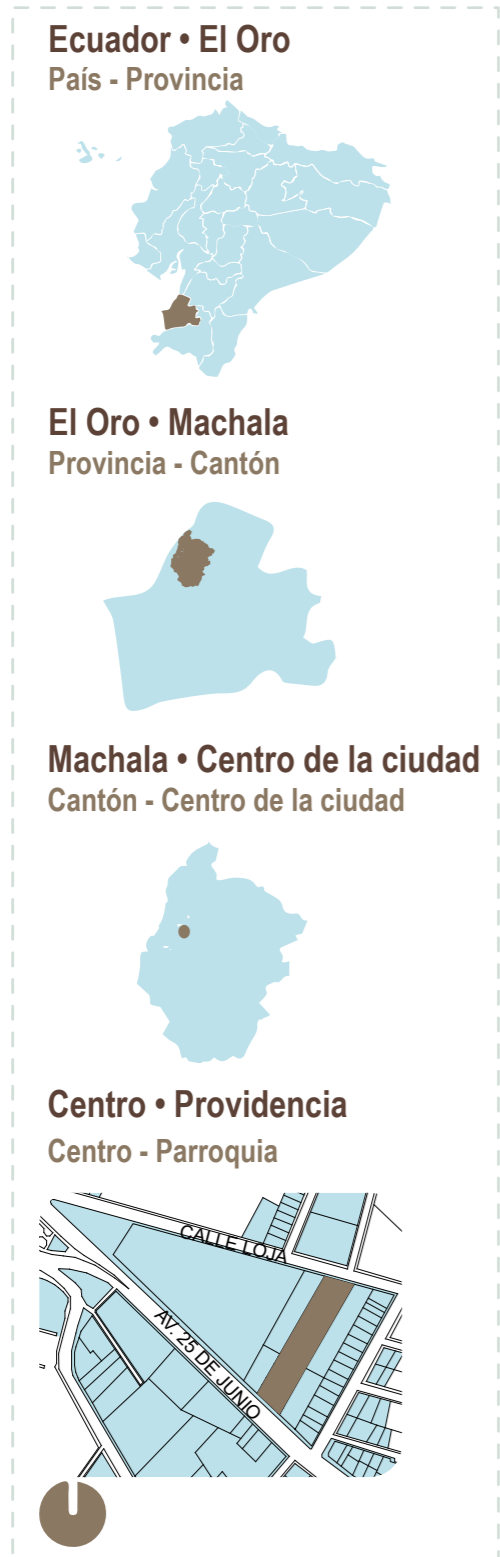 Ecuador • El Oro
País - Provincia
El Oro • Machala
Provincia - Cantón
Machala • Centro de la ciudad
Cantón - Centro de la ciudad
Centro • Providencia
Centro - Parroquia
CALLE LOJA
AV. 25 DE JUNIO